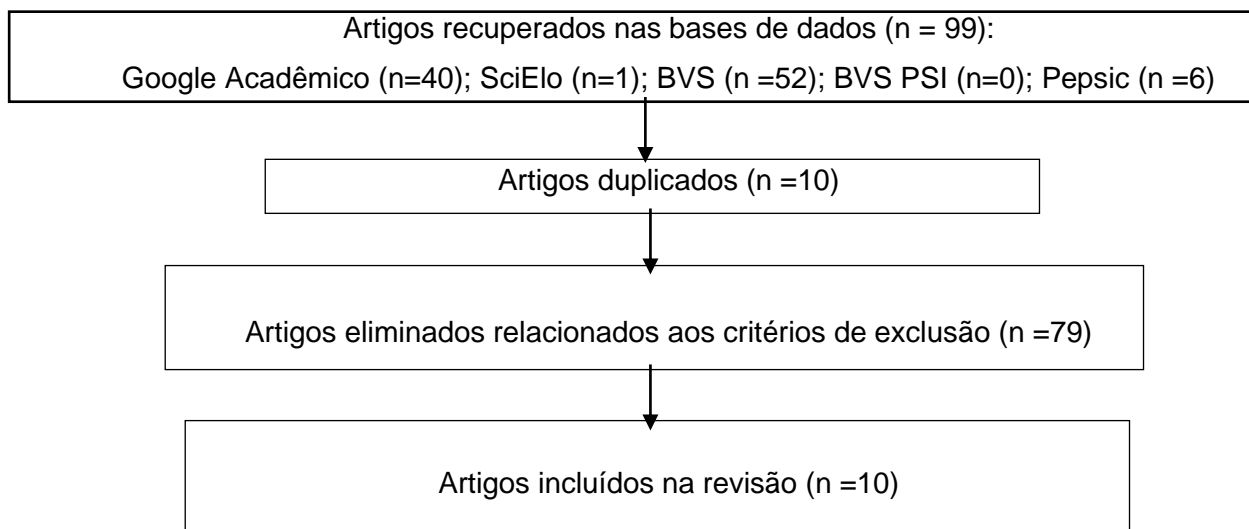 Artigos recuperados nas bases de dados (n = 99):
Google Acadêmico (n=40); SciElo (n=1); BVS (n =52); BVS PSI (n=0); Pepsic (n =6)
Artigos duplicados (n =10)
Artigos eliminados relacionados aos critérios de exclusão (n =79)
Artigos incluídos na revisão (n =10)